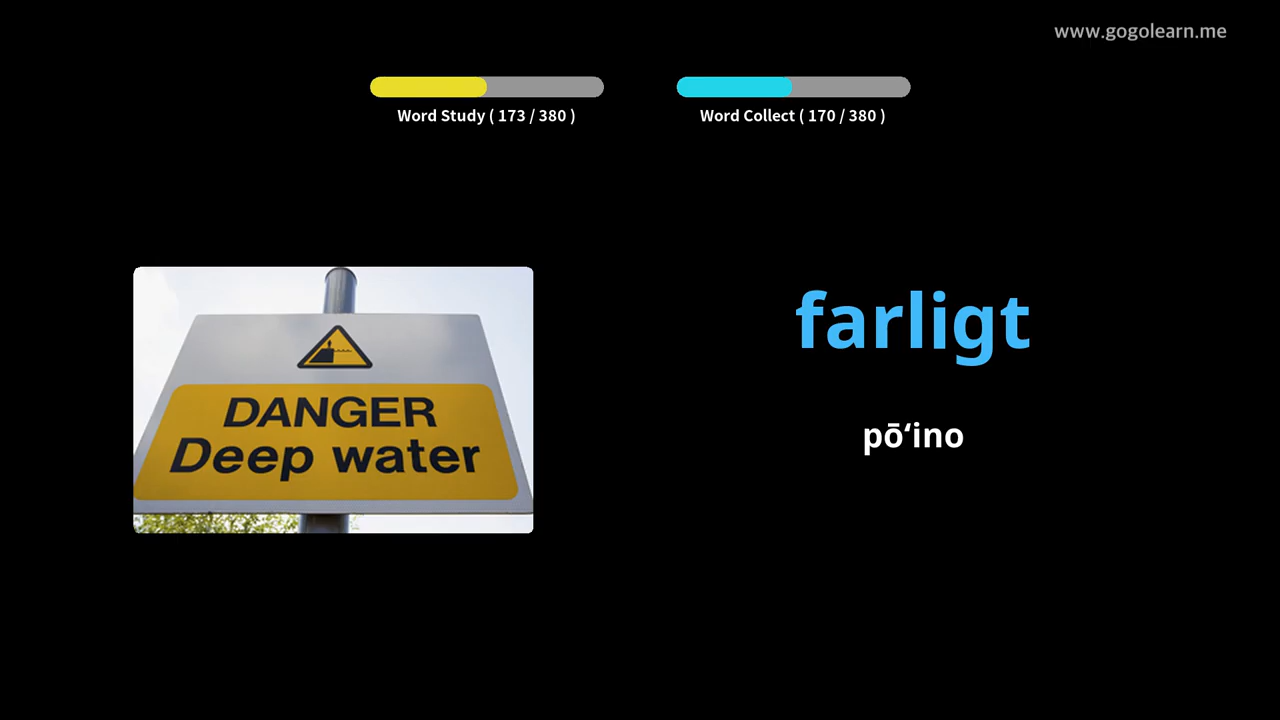 www.gogolearn.me
Word Study ( 173 / 380 )
Word Collect ( 170 / 380 )
DANGER
Deep water
farligt
pōʻino